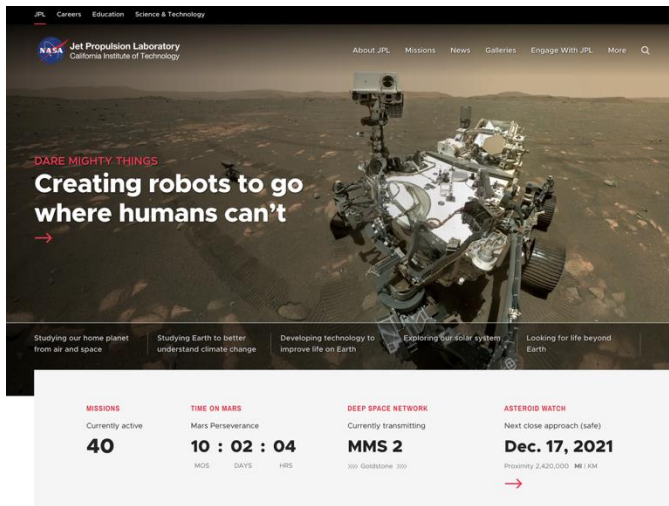 JPL Careers Education Science & Technology
NASA
Jet Propulsion Laboratory
California Institute of Technology
About JPL Missions News Galleries Engage With JPL More
DARE MIGHTY THINGS
Creating robots to go
where humans can't
Studying our home planet
from air and space
Studying Earth to better
understand climate change
Developing technology to
improve life on Earth
Exploring our solar system
Looking for life beyond
Earth
MISSIONS
Currently active
40
TIME ON MARS
Mars Perseverance
10 : 02 : 04
MOS DAYS HRS
DEEP SPACE NETWORK
Currently transmitting
MMS 2
»» Goldstone »»
ASTEROID WATCH
Next close approach (safe)
Dec. 17, 2021
Proximity 2,420,000 MI | KM